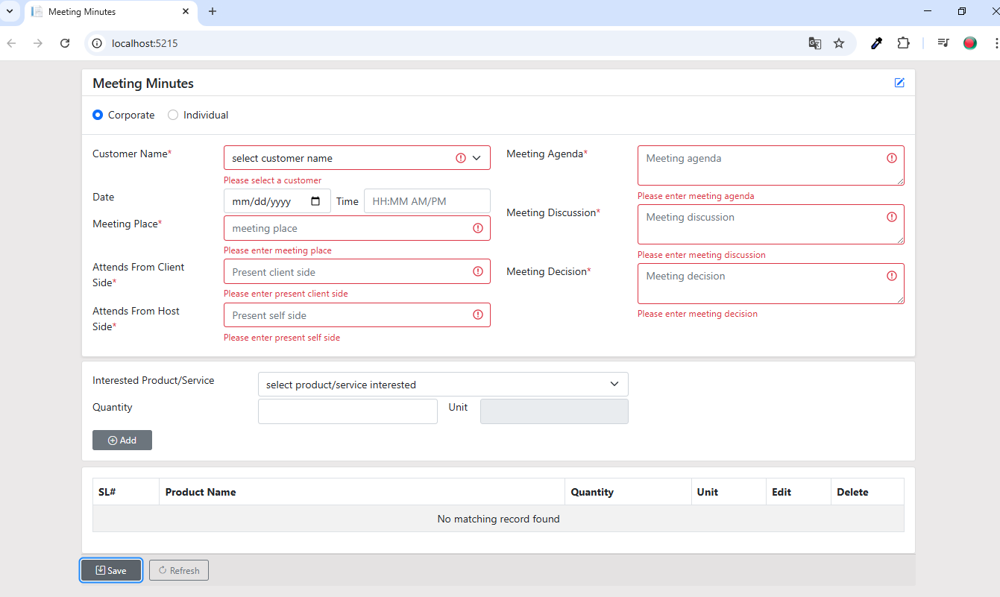 Meeting Minutes
localhost:5215
Meeting Minutes
Corporate Individual
Customer Name*
select customer name
Please select a customer
Date
mm/dd/yyyy
Time
HH:MM AM/PM
Meeting Place*
meeting place
Please enter meeting place
Attends From Client
Side*
Present client side
Please enter present client side
Attends From Host
Side*
Present self side
Please enter present self side
Meeting Agenda*
Meeting agenda
Please enter meeting agenda
Meeting Discussion*
Meeting discussion
Please enter meeting discussion
Meeting Decision*
Meeting decision
Please enter meeting decision
Interested Product/Service
select product/service interested
Quantity
Unit
Add
SL# Product Name Quantity Unit Edit Delete
No matching record found
Save Refresh